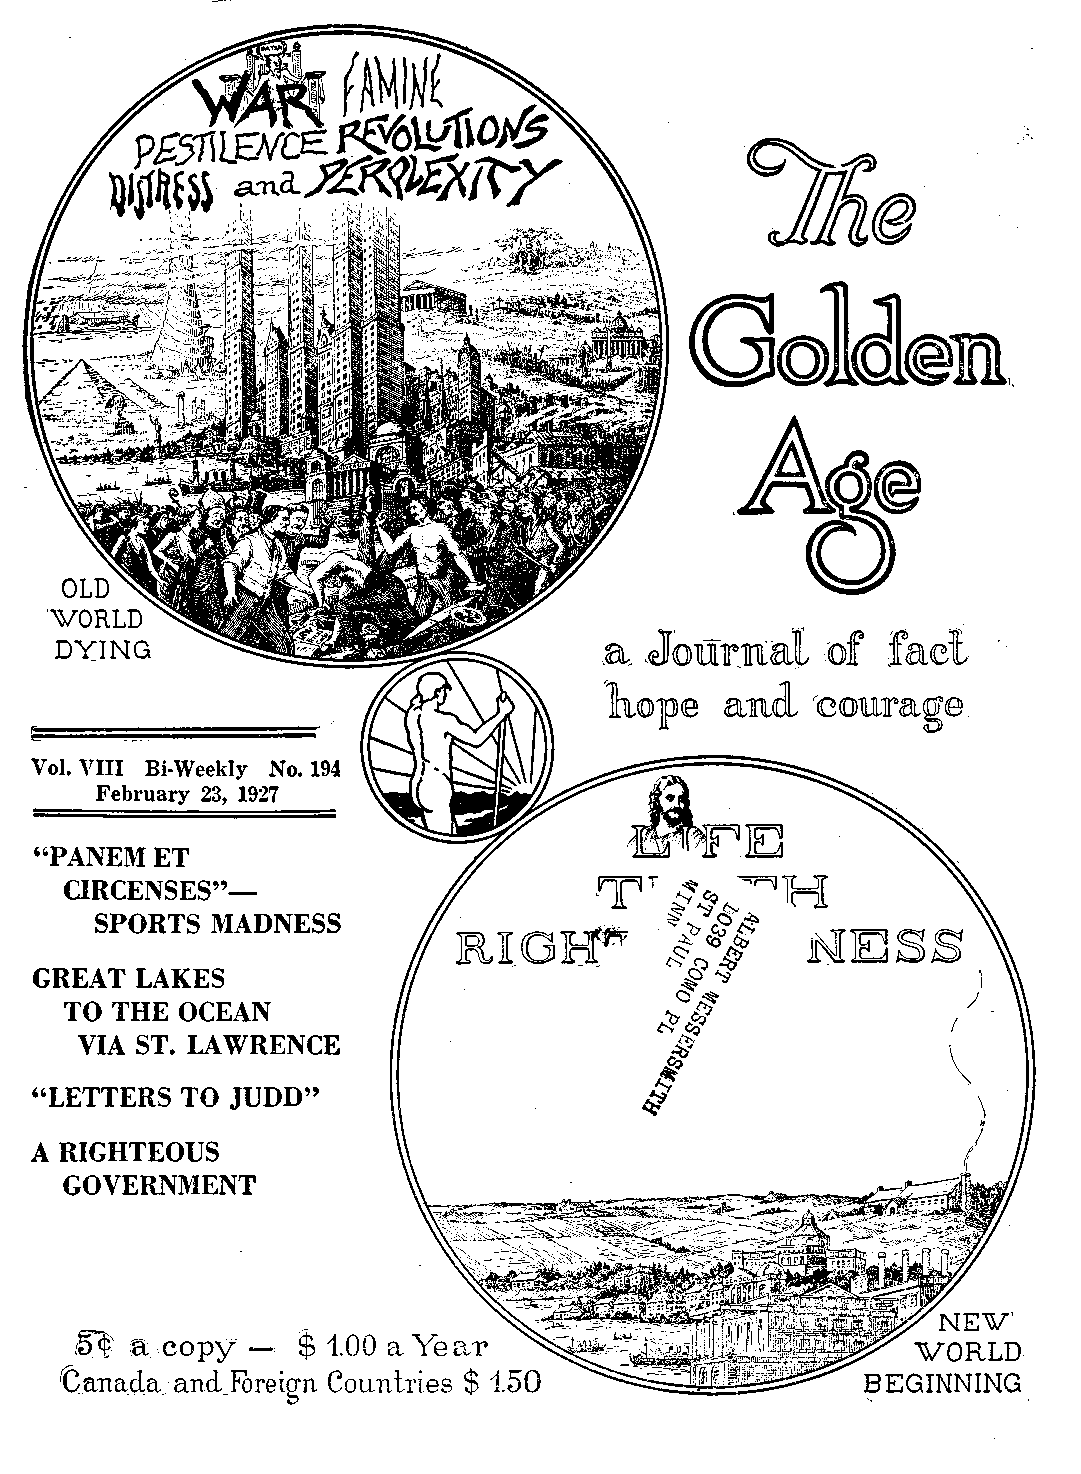 WAR FAMINE
PESTILENCE REVOLUTIONS
DISTRESS and PERPLEXITY
The
Golden
Age
OLD
WORLD
DYING
a Journal of fact
hope and courage
Vol. VIII Bi-Weekly No. 194
February 23, 1927
“PANEM ET
CIRCENSES”—
SPORTS MADNESS
GREAT LAKES
TO THE OCEAN
VIA ST. LAWRENCE
“LETTERS TO JUDD”
A RIGHTEOUS
GOVERNMENT
LIFE
T TH
RIGH NESS
ALBERT MESSERSMITH
1039 COMO PL
ST PAUL
MINN
5¢ a copy — $ 1.00 a Year
Canada and Foreign Countries $ 1.50
NEW
WORLD
BEGINNING